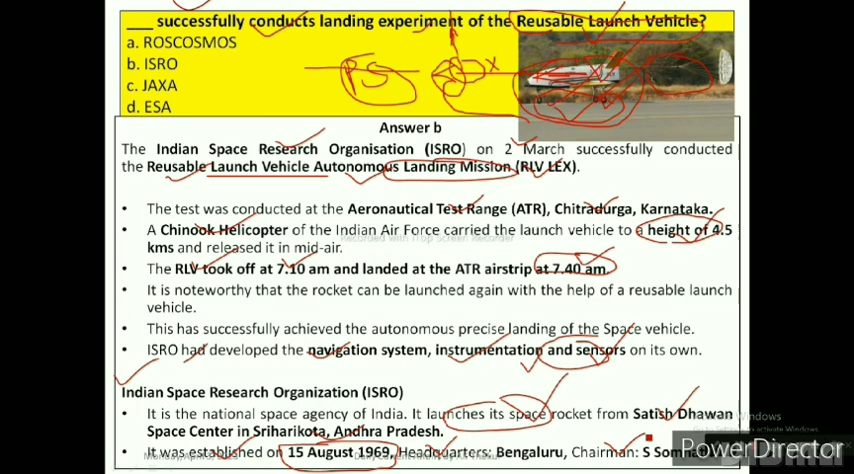 ___ successfully conducts landing experiment of the Reusable Launch Vehicle?
a. ROSCOSMOS
b. ISRO
c. JAXA
d. ESA
Answer b
The Indian Space Research Organisation (ISRO) on 2 March successfully conducted
the Reusable Launch Vehicle Autonomous Landing Mission (RLV LEX).
• The test was conducted at the Aeronautical Test Range (ATR), Chitradurga, Karnataka.
• A Chinook Helicopter of the Indian Air Force carried the launch vehicle to a height of 4.5
kms and released it in mid-air.
Recorded with iTop Screen Recorder
• The RLV took off at 7.10 am and landed at the ATR airstrip at 7.40 am.
• It is noteworthy that the rocket can be launched again with the help of a reusable launch
vehicle.
• This has successfully achieved the autonomous precise landing of the Space vehicle.
• ISRO had developed the navigation system, instrumentation and sensors on its own.
Indian Space Research Organization (ISRO)
• It is the national space agency of India. It launches its space rocket from Satish Dhawan
Space Center in Sriharikota, Andhra Pradesh.
• It was established on 15 August 1969, Headquarters: Bengaluru, Chairman: S
PowerDirector